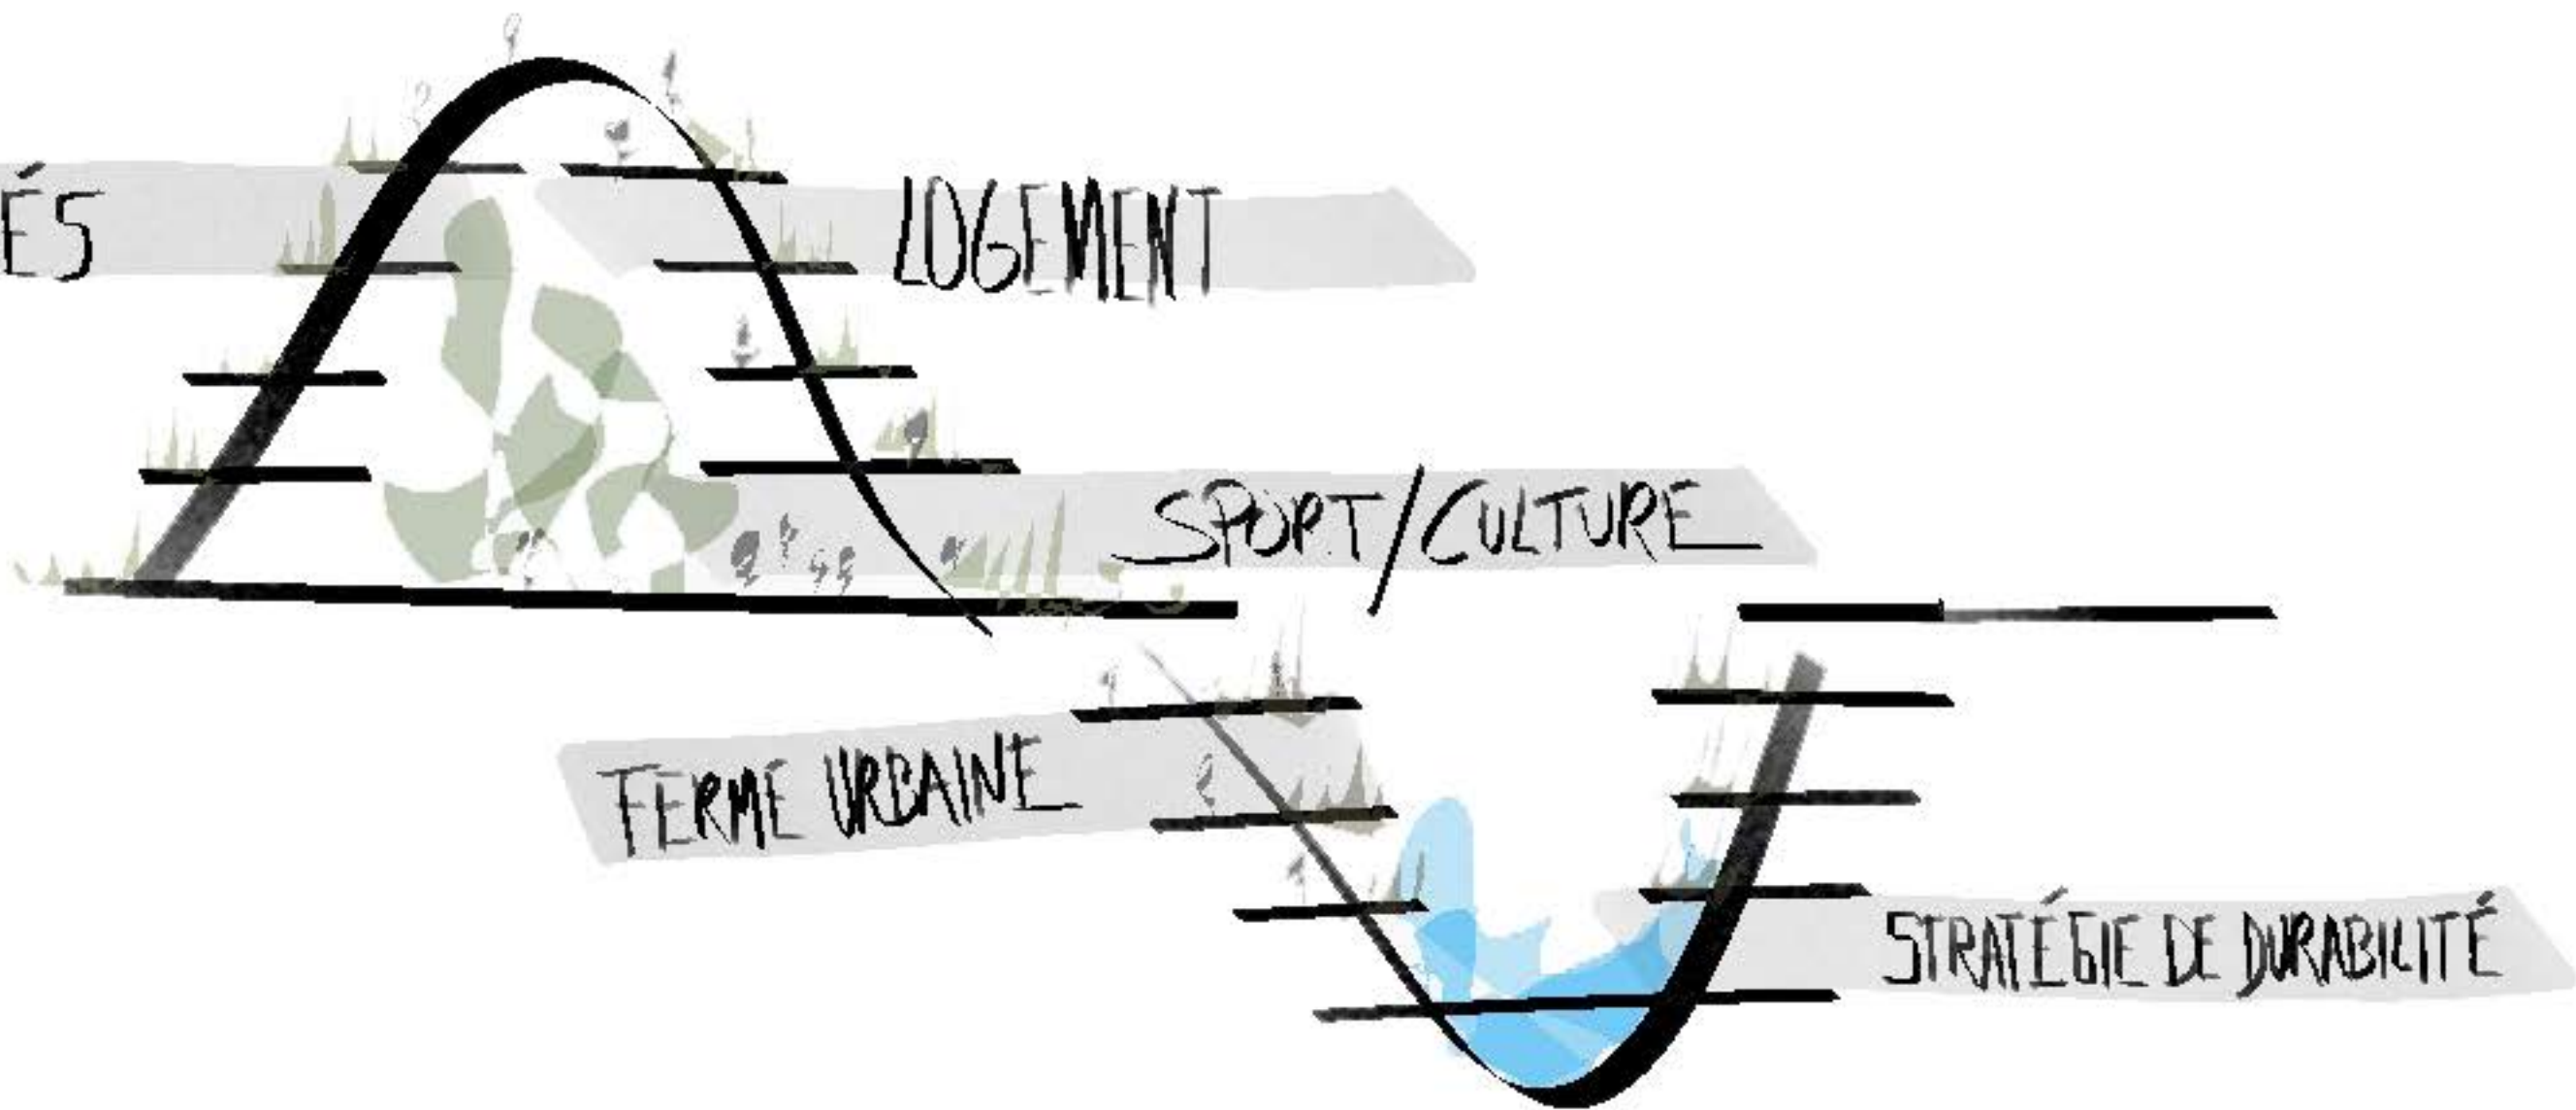 ÉS
LOGEMENT
SPORT/CULTURE
FERME URBAINE
STRATÉGIE DE DURABILITÉ